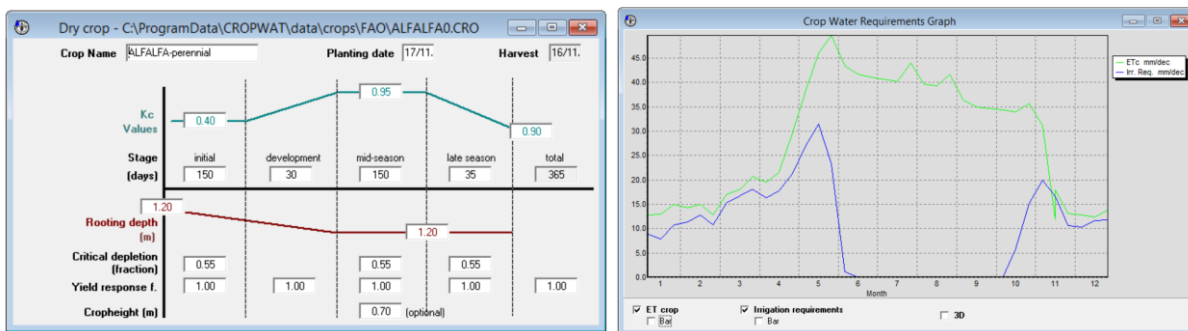 Dry crop - C:\ProgramData\CROPWAT\data\crops\FAO\ALFALFA0.CRO
Crop Name ALFALFA-perennial Planting date 17/11. Harvest 16/11.
Kc
Values
0.40 0.95 0.90
Stage initial development mid-season late season total
(days) 150 30 150 35 365
1.20
Rooting depth
(m)
1.20
Critical depletion
(fraction)
0.55 0.55 0.55
Yield response f. 1.00 1.00 1.00 1.00 1.00
Cropheight (m) 0.70 (optional)
Crop Water Requirements Graph
ETc mm/dec
Irr. Req. mm/dec
45.0
40.0
35.0
30.0
25.0
20.0
15.0
10.0
5.0
0.0
1 2 3 4 5 6 7 8 9 10 11 12
Month
ET crop
Bar
Irrigation requirements
Bar
3D